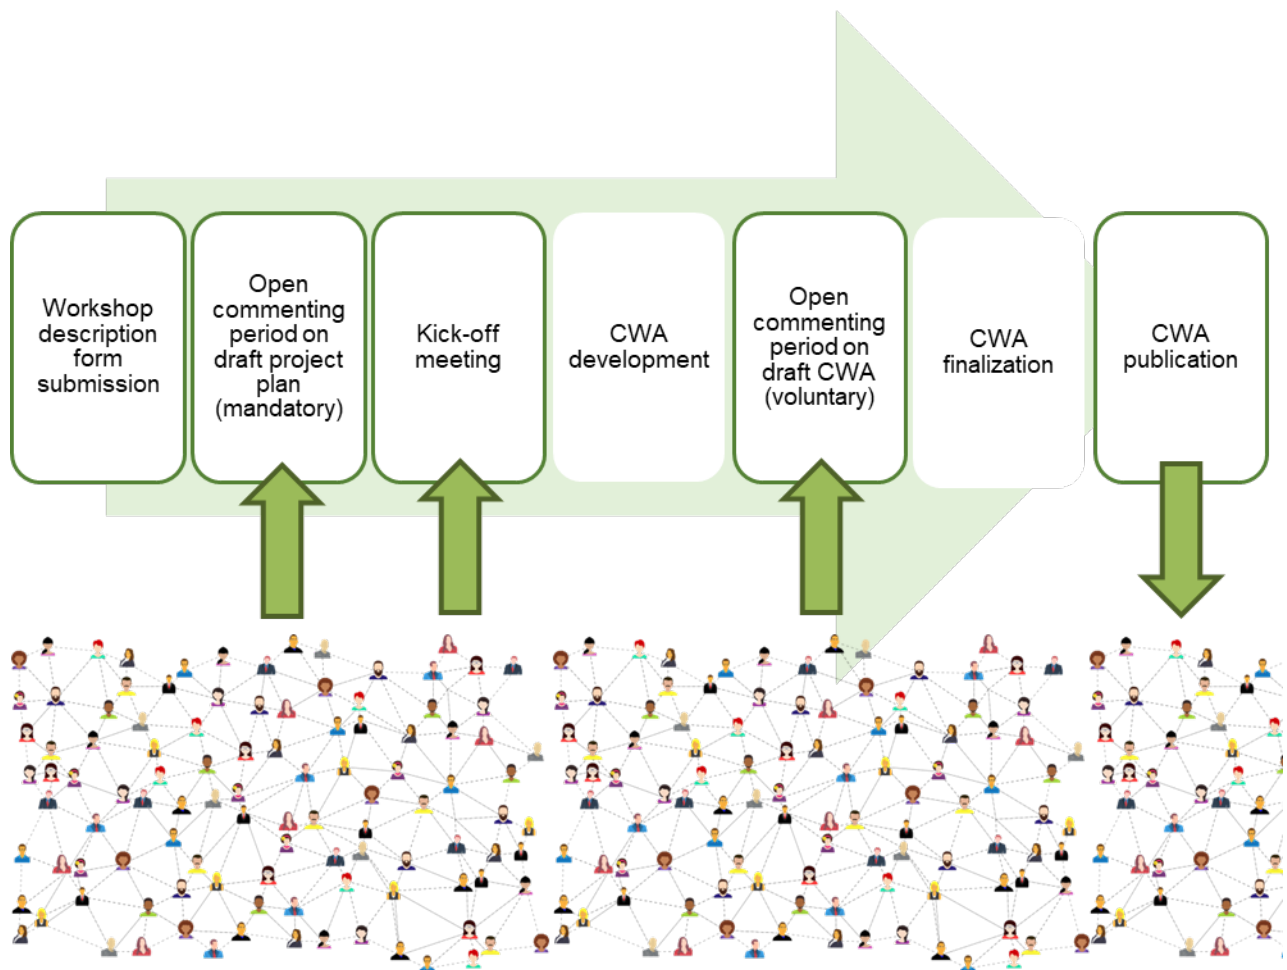 Workshop
description
form
submission
Open
commenting
period on
draft project
plan
(mandatory)
Kick-off
meeting
CWA
development
Open
commenting
period on
draft CWA
(voluntary)
CWA
finalization
CWA
publication